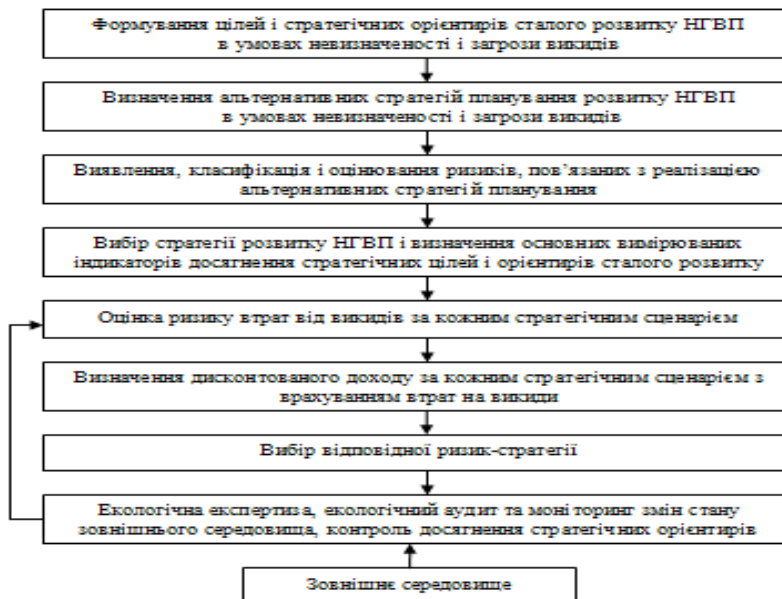 Формування цілей і стратегічних орієнтирів сталого розвитку НГВП
в умовах невизначеності і загрози викидів
Визначення альтернативних стратегій планування розвитку НГВП
в умовах невизначеності і загрози викидів
Виявлення, класифікація і оцінювання ризиків, пов’язаних з реалізацією
альтернативних стратегій планування
Вибір стратегії розвитку НГВП і визначення основних вимірюваних
індикаторів досягнення стратегічних цілей і орієнтирів сталого розвитку
Оцінка ризику втрат від викидів за кожним стратегічним сценарієм
Визначення дисконтованого доходу за кожним стратегічним сценарієм з
врахуванням втрат на викиди
Вибір відповідної ризик-стратегії
Екологічна експертиза, екологічний аудит та моніторинг змін стану
зовнішнього середовища, контроль досягнення стратегічних орієнтирів
Зовнішнє середовище